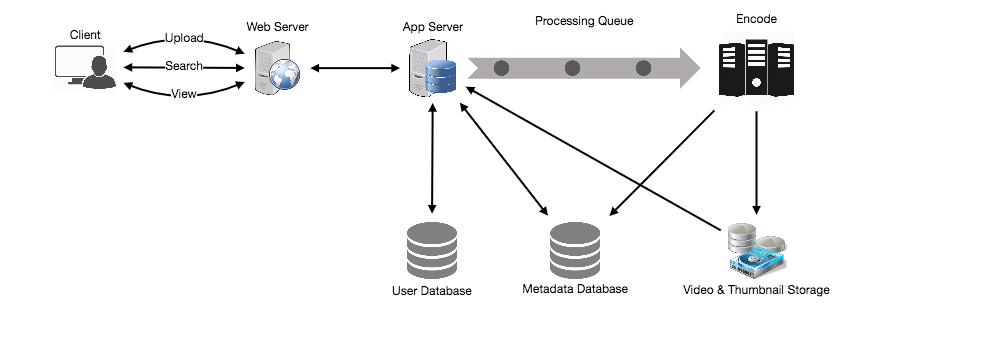 Client
Upload
Search
View
Web Server
App Server
Processing Queue
Encode
User Database
Metadata Database
Video & Thumbnail Storage